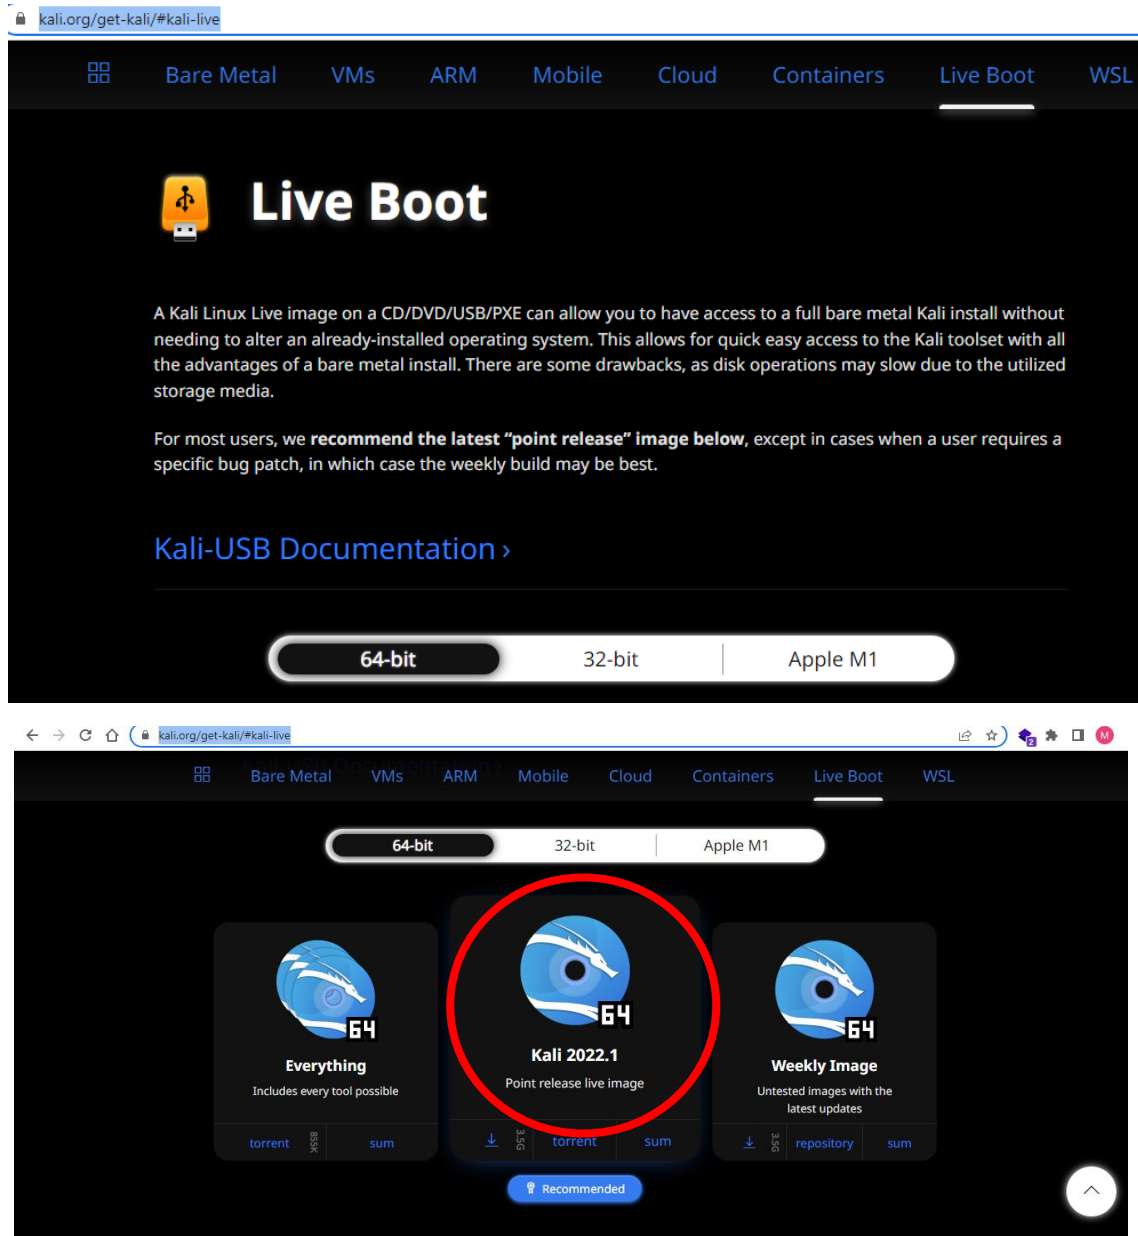 kali.org/get-kali/#kali-live
Bare Metal VMs ARM Mobile Cloud Containers Live Boot WSL
Live Boot
A Kali Linux Live image on a CD/DVD/USB/PXE can allow you to have access to a full bare metal Kali install without
needing to alter an already-installed operating system. This allows for quick easy access to the Kali toolset with all
the advantages of a bare metal install. There are some drawbacks, as disk operations may slow due to the utilized
storage media.
For most users, we recommend the latest “point release” image below, except in cases when a user requires a
specific bug patch, in which case the weekly build may be best.
Kali-USB Documentation ›
64-bit 32-bit Apple M1
kali.org/get-kali/#kali-live 2 M
Kali-USB Documentation ›
Bare Metal VMs ARM Mobile Cloud Containers Live Boot WSL
64-bit 32-bit Apple M1
64
Everything
Includes every tool possible
torrent 855K sum
64
Kali 2022.1
Point release live image
3.5G torrent sum
Recommended
64
Weekly Image
Untested images with the
latest updates
3.5G repository sum